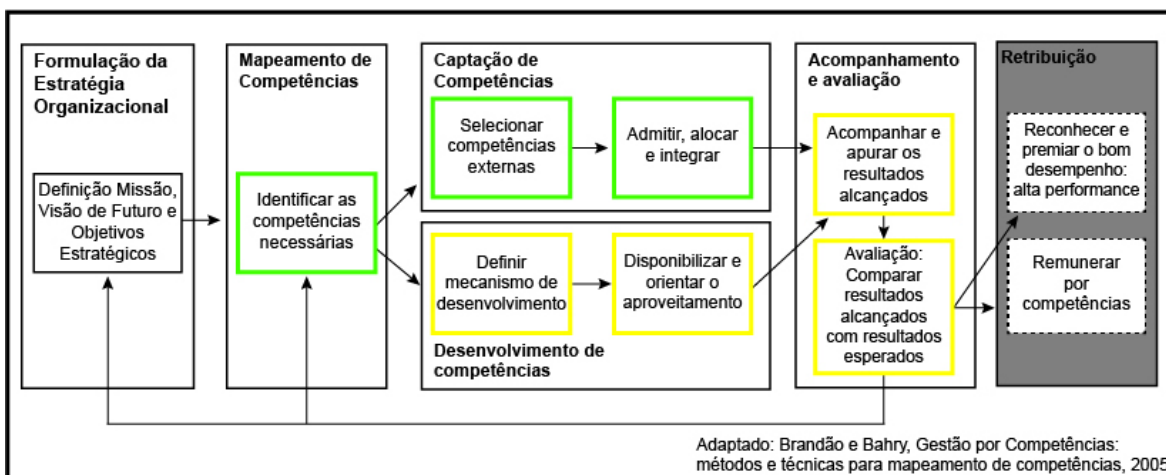 Formulação da
Estratégia
Organizacional
Definição Missão,
Visão de Futuro e
Objetivos
Estratégicos
Mapeamento de
Competências
Identificar as
competências
necessárias
Captação de
Competências
Selecionar
competências
externas
Admitir, alocar
e integrar
Definir
mecanismo de
desenvolvimento
Disponibilizar e
orientar o
aproveitamento
Desenvolvimento de
competências
Acompanhamento
e avaliação
Acompanhar e
apurar os
resultados
alcançados
Avaliação:
Comparar
resultados
alcançados
com resultados
esperados
Retribuição
Reconhecer e
premiar o bom
desempenho:
alta performance
Remunerar
por
competências
Adaptado: Brandão e Bahry, Gestão por Competências:
métodos e técnicas para mapeamento de competências, 2005